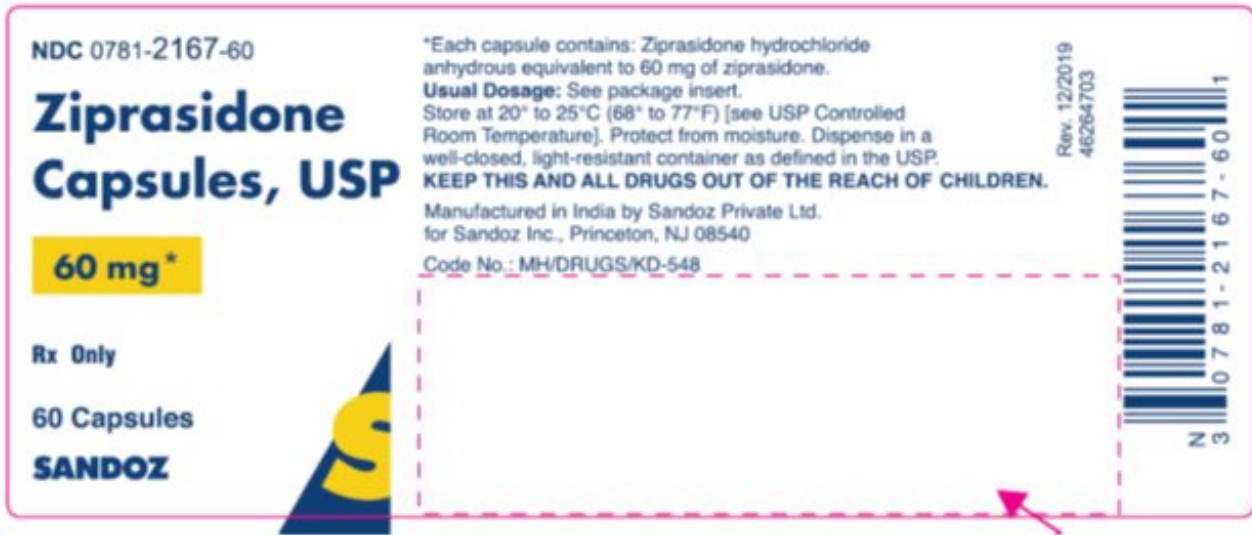 NDC 0781-2167-60
Ziprasidone
Capsules, USP
60 mg*
Rx Only
60 Capsules
SANDOZ
S
*Each capsule contains: Ziprasidone hydrochloride
anhydrous equivalent to 60 mg of ziprasidone.
Usual Dosage: See package insert.
Store at 20° to 25°C (68° to 77°F) [see USP Controlled
Room Temperature]. Protect from moisture. Dispense in a
well-closed, light-resistant container as defined in the USP.
KEEP THIS AND ALL DRUGS OUT OF THE REACH OF CHILDREN.
Manufactured in India by Sandoz Private Ltd.
for Sandoz Inc., Princeton, NJ 08540
Code No.: MH/DRUGS/KD-548
Rev. 12/2019
46264703
N
3 0781-2167-60 1